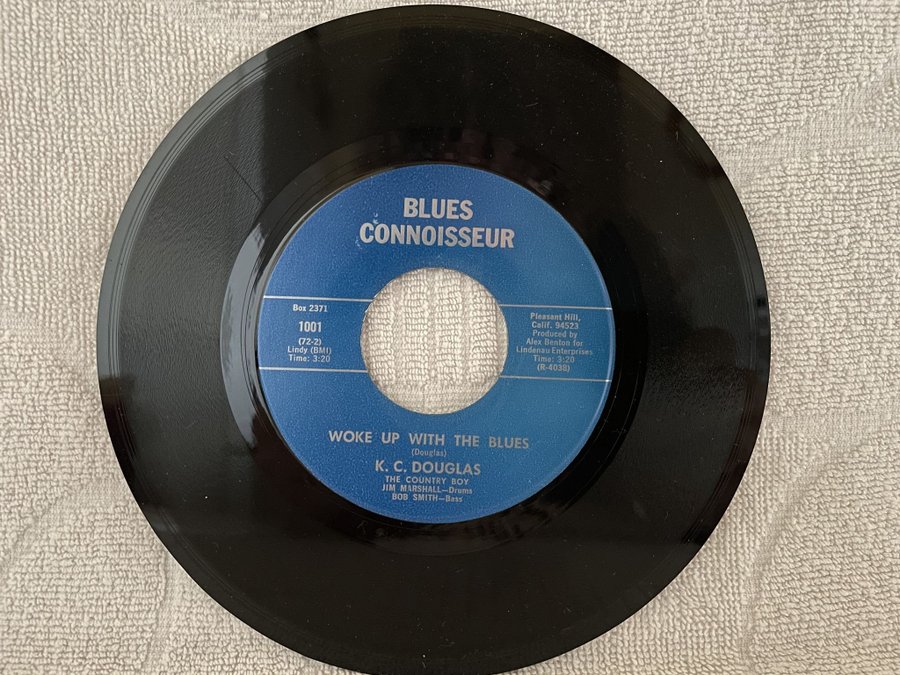 BLUES
CONNOISSEUR
Box 2371
1001
(72-2)
Lindy (BMI)
Time: 3:20
Pleasant Hill,
Calif. 94523
Produced by
Alex Benton for
Lindenau Enterprises
Time: 3:20
(R-4038)
WOKE UP WITH THE BLUES
(Douglas)
K. C. DOUGLAS
THE COUNTRY BOY
JIM MARSHALL—Drums
BOB SMITH—Bass